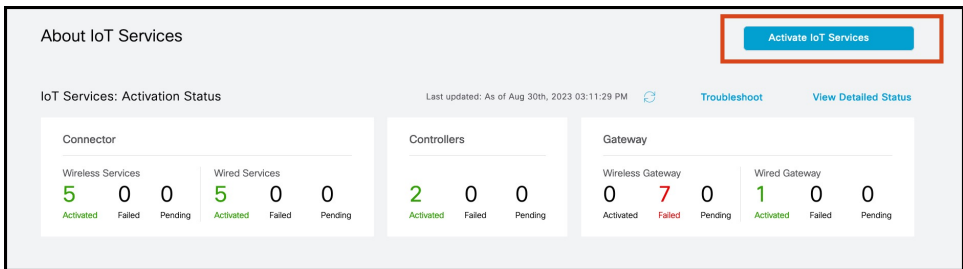 About IoT Services
Activate IoT Services
IoT Services: Activation Status
Last updated: As of Aug 30th, 2023 03:11:29 PM
Troubleshoot
View Detailed Status
Connector
Controllers
Gateway
Wireless Services
Wired Services
Wireless Gateway
Wired Gateway
5 0 0 5 0 0 2 0 0 0 7 0 1 0 0
Activated Failed Pending Activated Failed Pending Activated Failed Pending Activated Failed Pending Activated Failed Pending